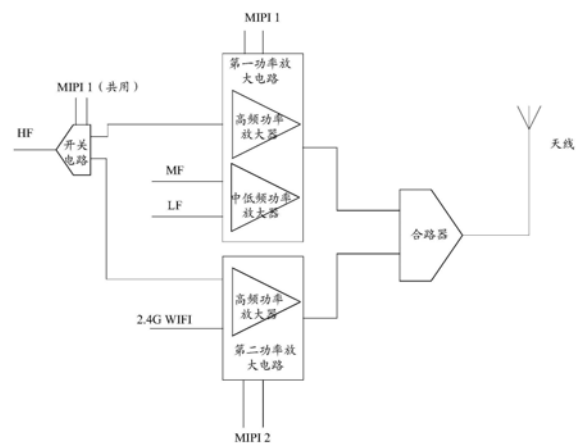 MIPI 1
第一功率放
大电路
MIPI 1（共用）
HF
开关
电路
高频功率
放大器
天线
MF
中低频功率
放大器
LF
合路器
高频功率
放大器
2.4G WIFI
第二功率放
大电路
MIPI 2